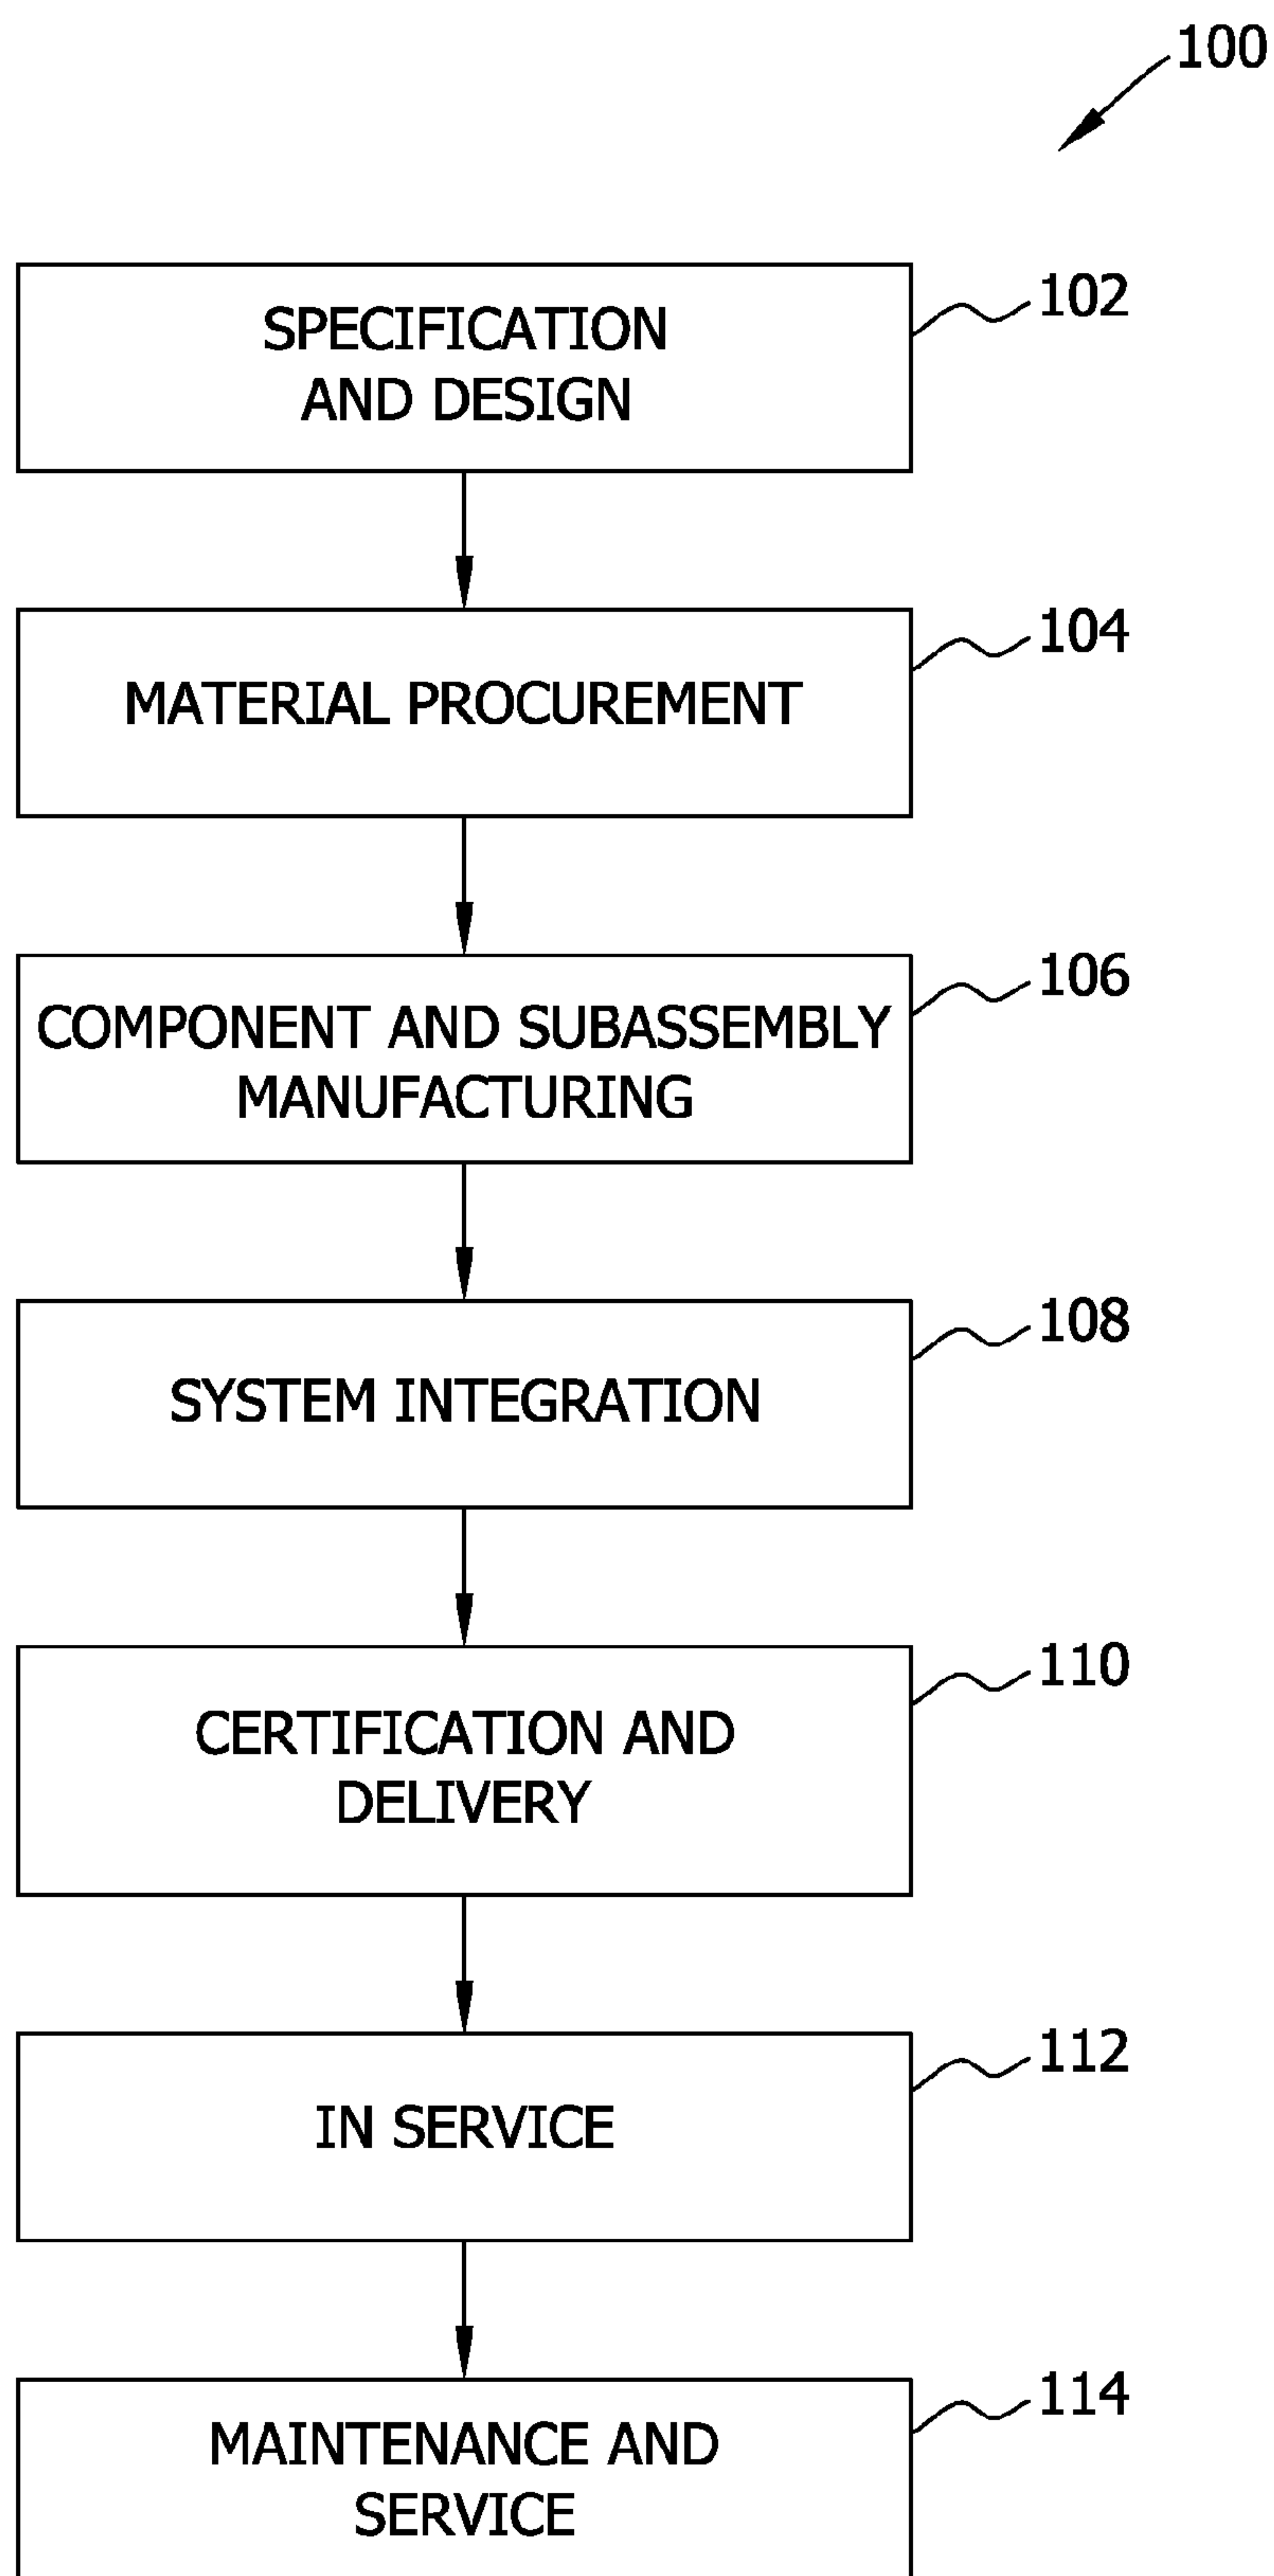 100
SPECIFICATION
AND DESIGN
102
MATERIAL PROCUREMENT
104
COMPONENT AND SUBASSEMBLY
MANUFACTURING
106
SYSTEM INTEGRATION
108
CERTIFICATION AND
DELIVERY
110
IN SERVICE
112
MAINTENANCE AND
SERVICE
114